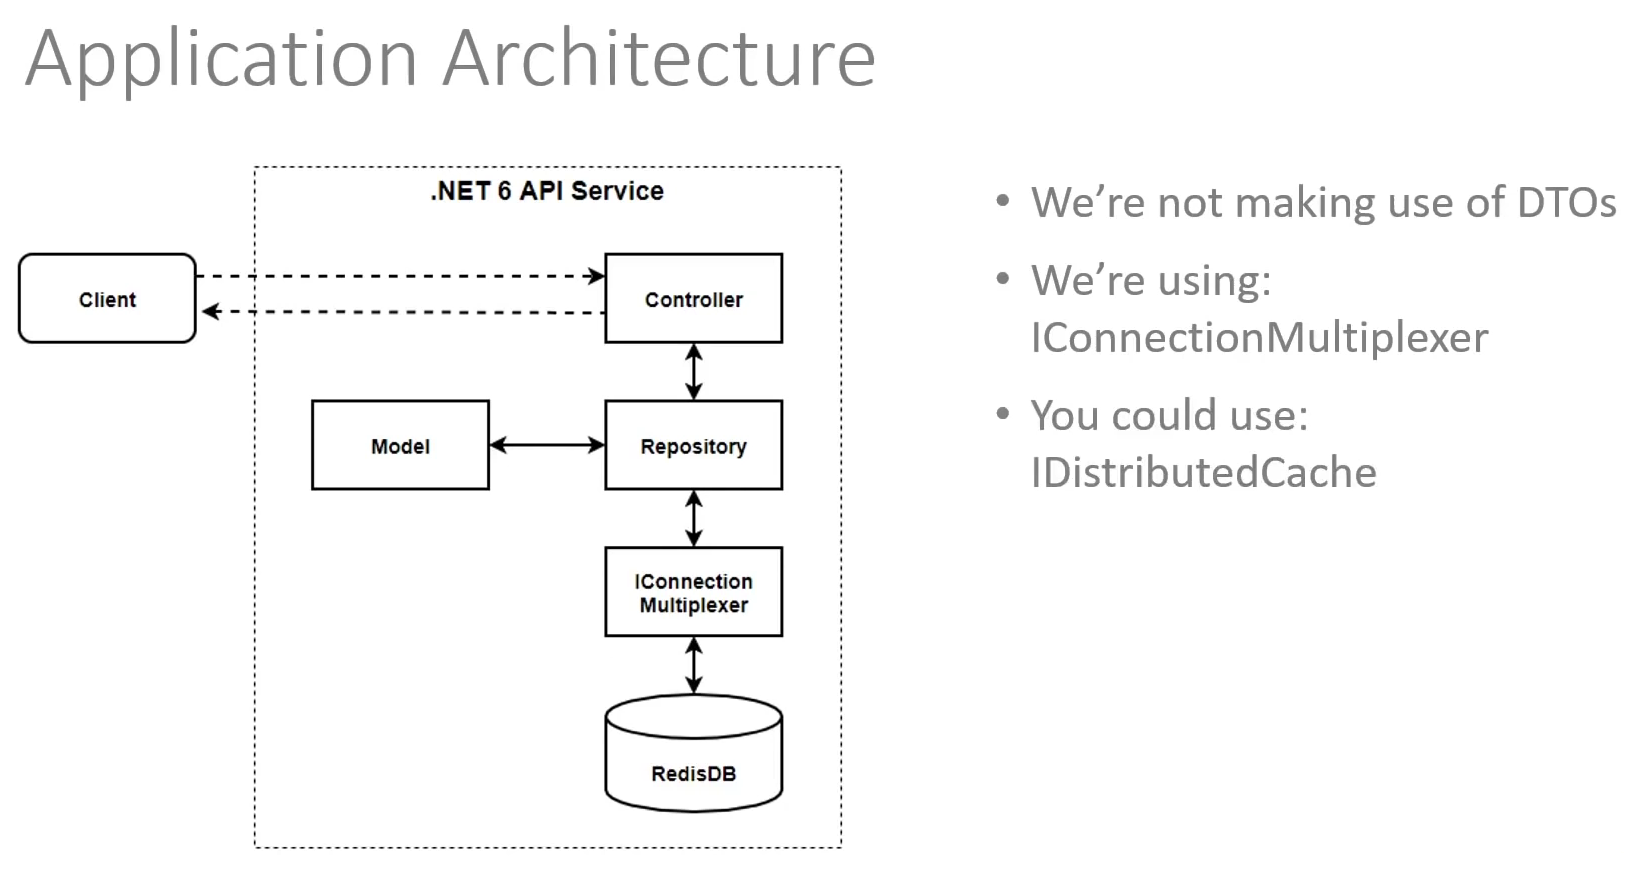 Application Architecture
.NET 6 API Service
Client
Controller
Model
Repository
IConnection
Multiplexer
RedisDB
• We’re not making use of DTOs
• We’re using:
IConnectionMultiplexer
• You could use:
IDistributedCache